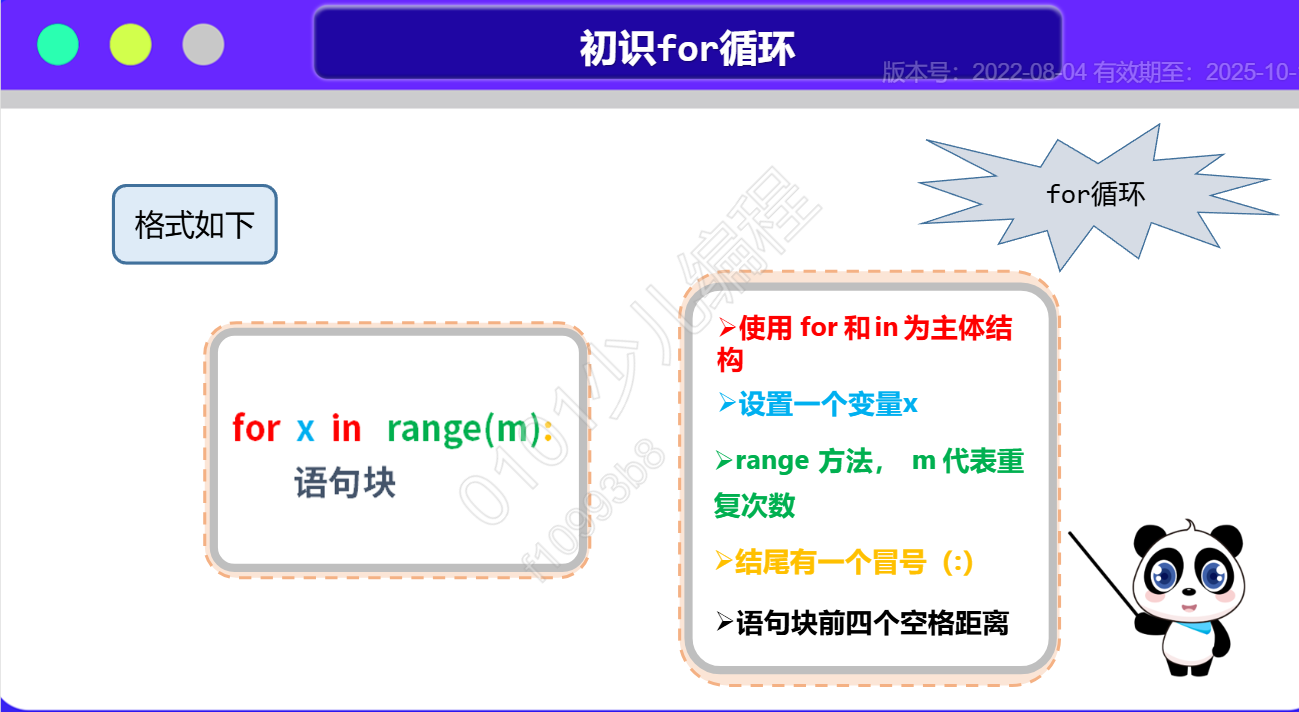 初识for循环
版本号：2022-08-04 有效期至：2025-10-
for循环
格式如下
for x in range(m):
语句块
➢使用 for 和 in 为主体结
构
➢设置一个变量x
➢range 方法， m 代表重
复次数
➢结尾有一个冒号（:）
➢语句块前四个空格距离
0101少儿编程
f10993b8